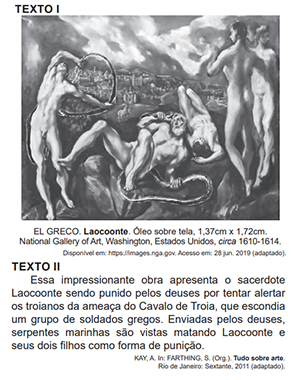 TEXTO I
EL GRECO. Laocoonte. Óleo sobre tela, 1,37cm x 1,72cm.
National Gallery of Art, Washington, Estados Unidos, circa 1610-1614.
Disponível em: https://images.nga.gov. Acesso em: 28 jun. 2019 (adaptado).
TEXTO II
Essa impressionante obra apresenta o sacerdote
Laocoonte sendo punido pelos deuses por tentar alertar
os troianos da ameaça do Cavalo de Troia, que escondia
um grupo de soldados gregos. Enviadas pelos deuses,
serpentes marinhas são vistas matando Laocoonte e
seus dois filhos como forma de punição.
KAY, A. In: FARTHING, S. (Org.). Tudo sobre arte.
Rio de Janeiro: Sextante, 2011 (adaptado).